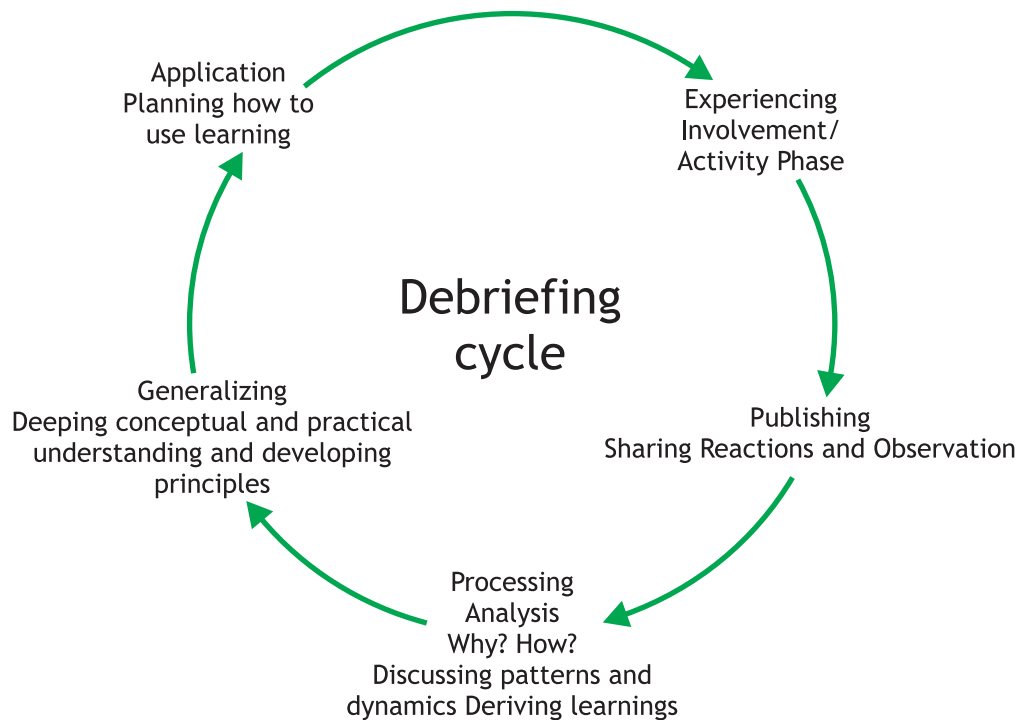 Debriefing
cycle
Experiencing
Involvement/
Activity Phase
Publishing
Sharing Reactions and Observation
Processing
Analysis
Why? How?
Discussing patterns and
dynamics Deriving learnings
Generalizing
Deeping conceptual and practical
understanding and developing
principles
Application
Planning how to
use learning